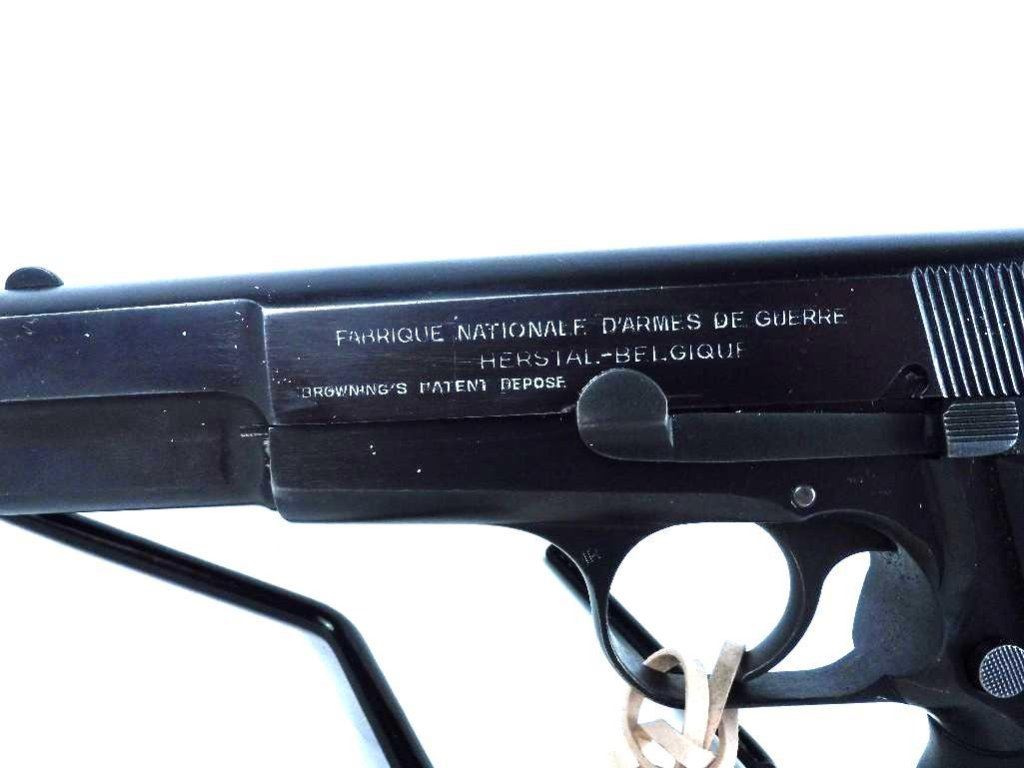 FABRIQUE NATIONALE D'ARMES DE GUERRE
HERSTAL-BELGIQUE
BROWNING'S PATENT DEPOSE